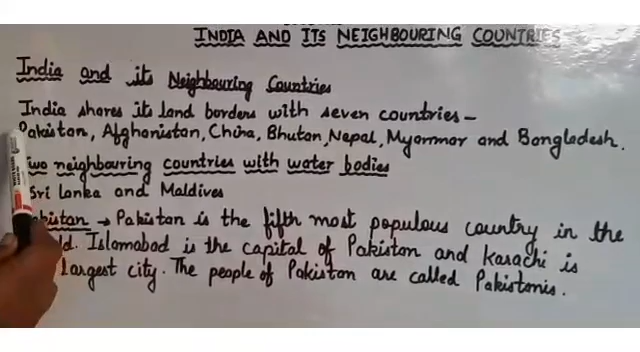 INDIA AND ITS NEIGHBOURING COUNTRIES
India and its Neighbouring Countries
India shares its land borders with seven countries -
Pakistan, Afghanistan, China, Bhutan, Nepal, Myanmar and Bangladesh.
Two neighbouring countries with water bodies
Sri Lanka and Maldives
Pakistan → Pakistan is the fifth most populous country in the
Islamabad is the capital of Pakistan and Karachi is
largest city. The people of Pakistan are called Pakistanis.